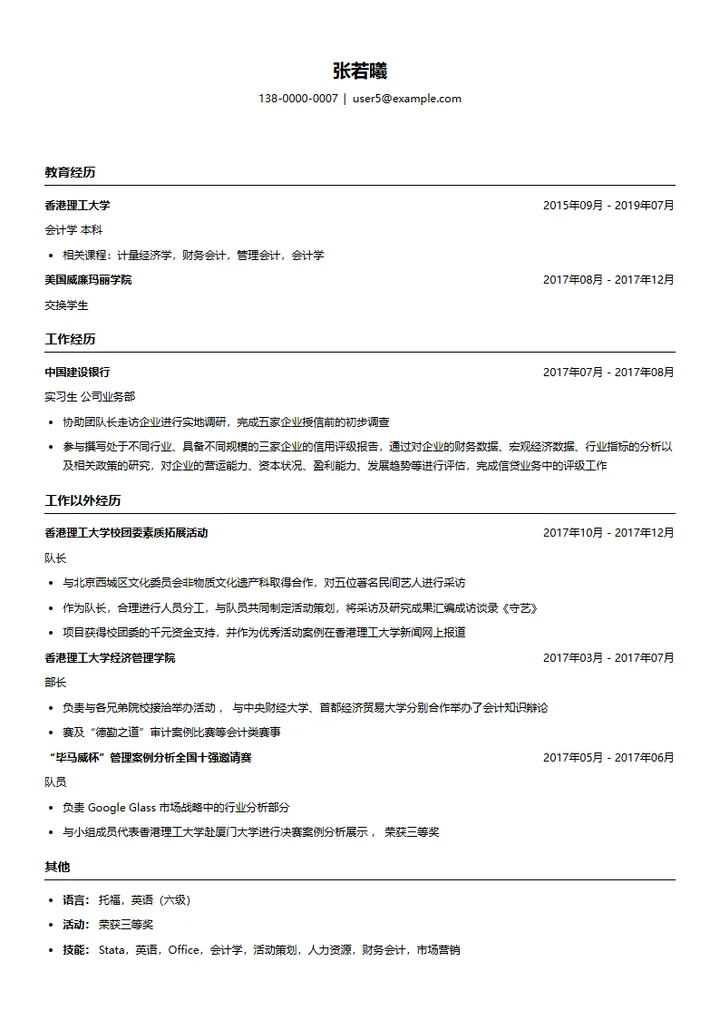 张若曦
138-0000-0007 | user5@example.com
教育经历
香港理工大学 2015年09月 - 2019年07月
会计学 本科
• 相关课程：计量经济学，财务会计，管理会计，会计学
美国威廉玛丽学院 2017年08月 - 2017年12月
交换学生
工作经历
中国建设银行 2017年07月 - 2017年08月
实习生 公司业务部
• 协助团队长走访企业进行实地调研，完成五家企业授信前的初步调查
• 参与撰写处于不同行业、具备不同规模的三家企业的信用评级报告，通过对企业的财务数据、宏观经济数据、行业指标的分析以
及相关政策的研究，对企业的营运能力、资本状况、盈利能力、发展趋势等进行评估，完成信贷业务中的评级工作
工作以外经历
香港理工大学校团委素质拓展活动 2017年10月 - 2017年12月
队长
• 与北京西城区文化委员会非物质文化遗产科取得合作，对五位著名民间艺人进行采访
• 作为队长，合理进行人员分工，与队员共同制定活动策划，将采访及研究成果汇编成访谈录《守艺》
• 项目获得校团委的千元资金支持，并作为优秀活动案例在香港理工大学新闻网上报道
香港理工大学经济管理学院 2017年03月 - 2017年07月
部长
• 负责与各兄弟院校接洽举办活动 ， 与中央财经大学、首都经济贸易大学分别合作举办了会计知识辩论
• 赛及“德勤之道”审计案例比赛等会计类赛事
“毕马威杯”管理案例分析全国十强邀请赛 2017年05月 - 2017年06月
队员
• 负责 Google Glass 市场战略中的行业分析部分
• 与小组成员代表香港理工大学赴厦门大学进行决赛案例分析展示 ， 荣获三等奖
其他
• 语言： 托福，英语（六级）
• 活动： 荣获三等奖
• 技能： Stata，英语，Office，会计学，活动策划，人力资源，财务会计，市场营销